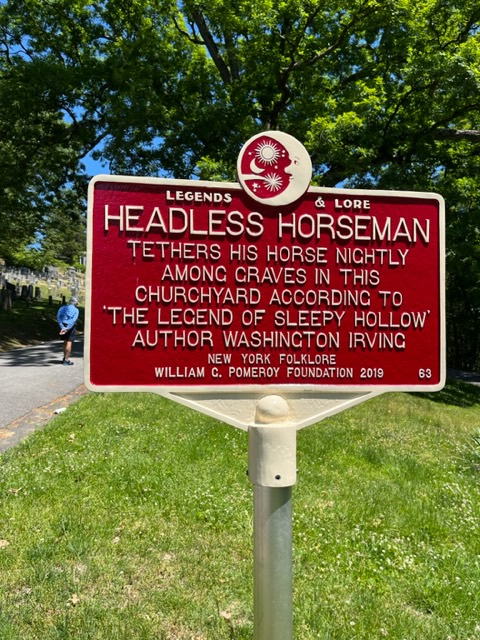 LEGENDS & LORE
HEADLESS HORSEMAN
TETHERS HIS HORSE NIGHTLY
AMONG GRAVES IN THIS
CHURCHYARD ACCORDING TO
'THE LEGEND OF SLEEPY HOLLOW'
AUTHOR WASHINGTON IRVING
NEW YORK FOLKLORE
WILLIAM G. POMEROY FOUNDATION 2019 63